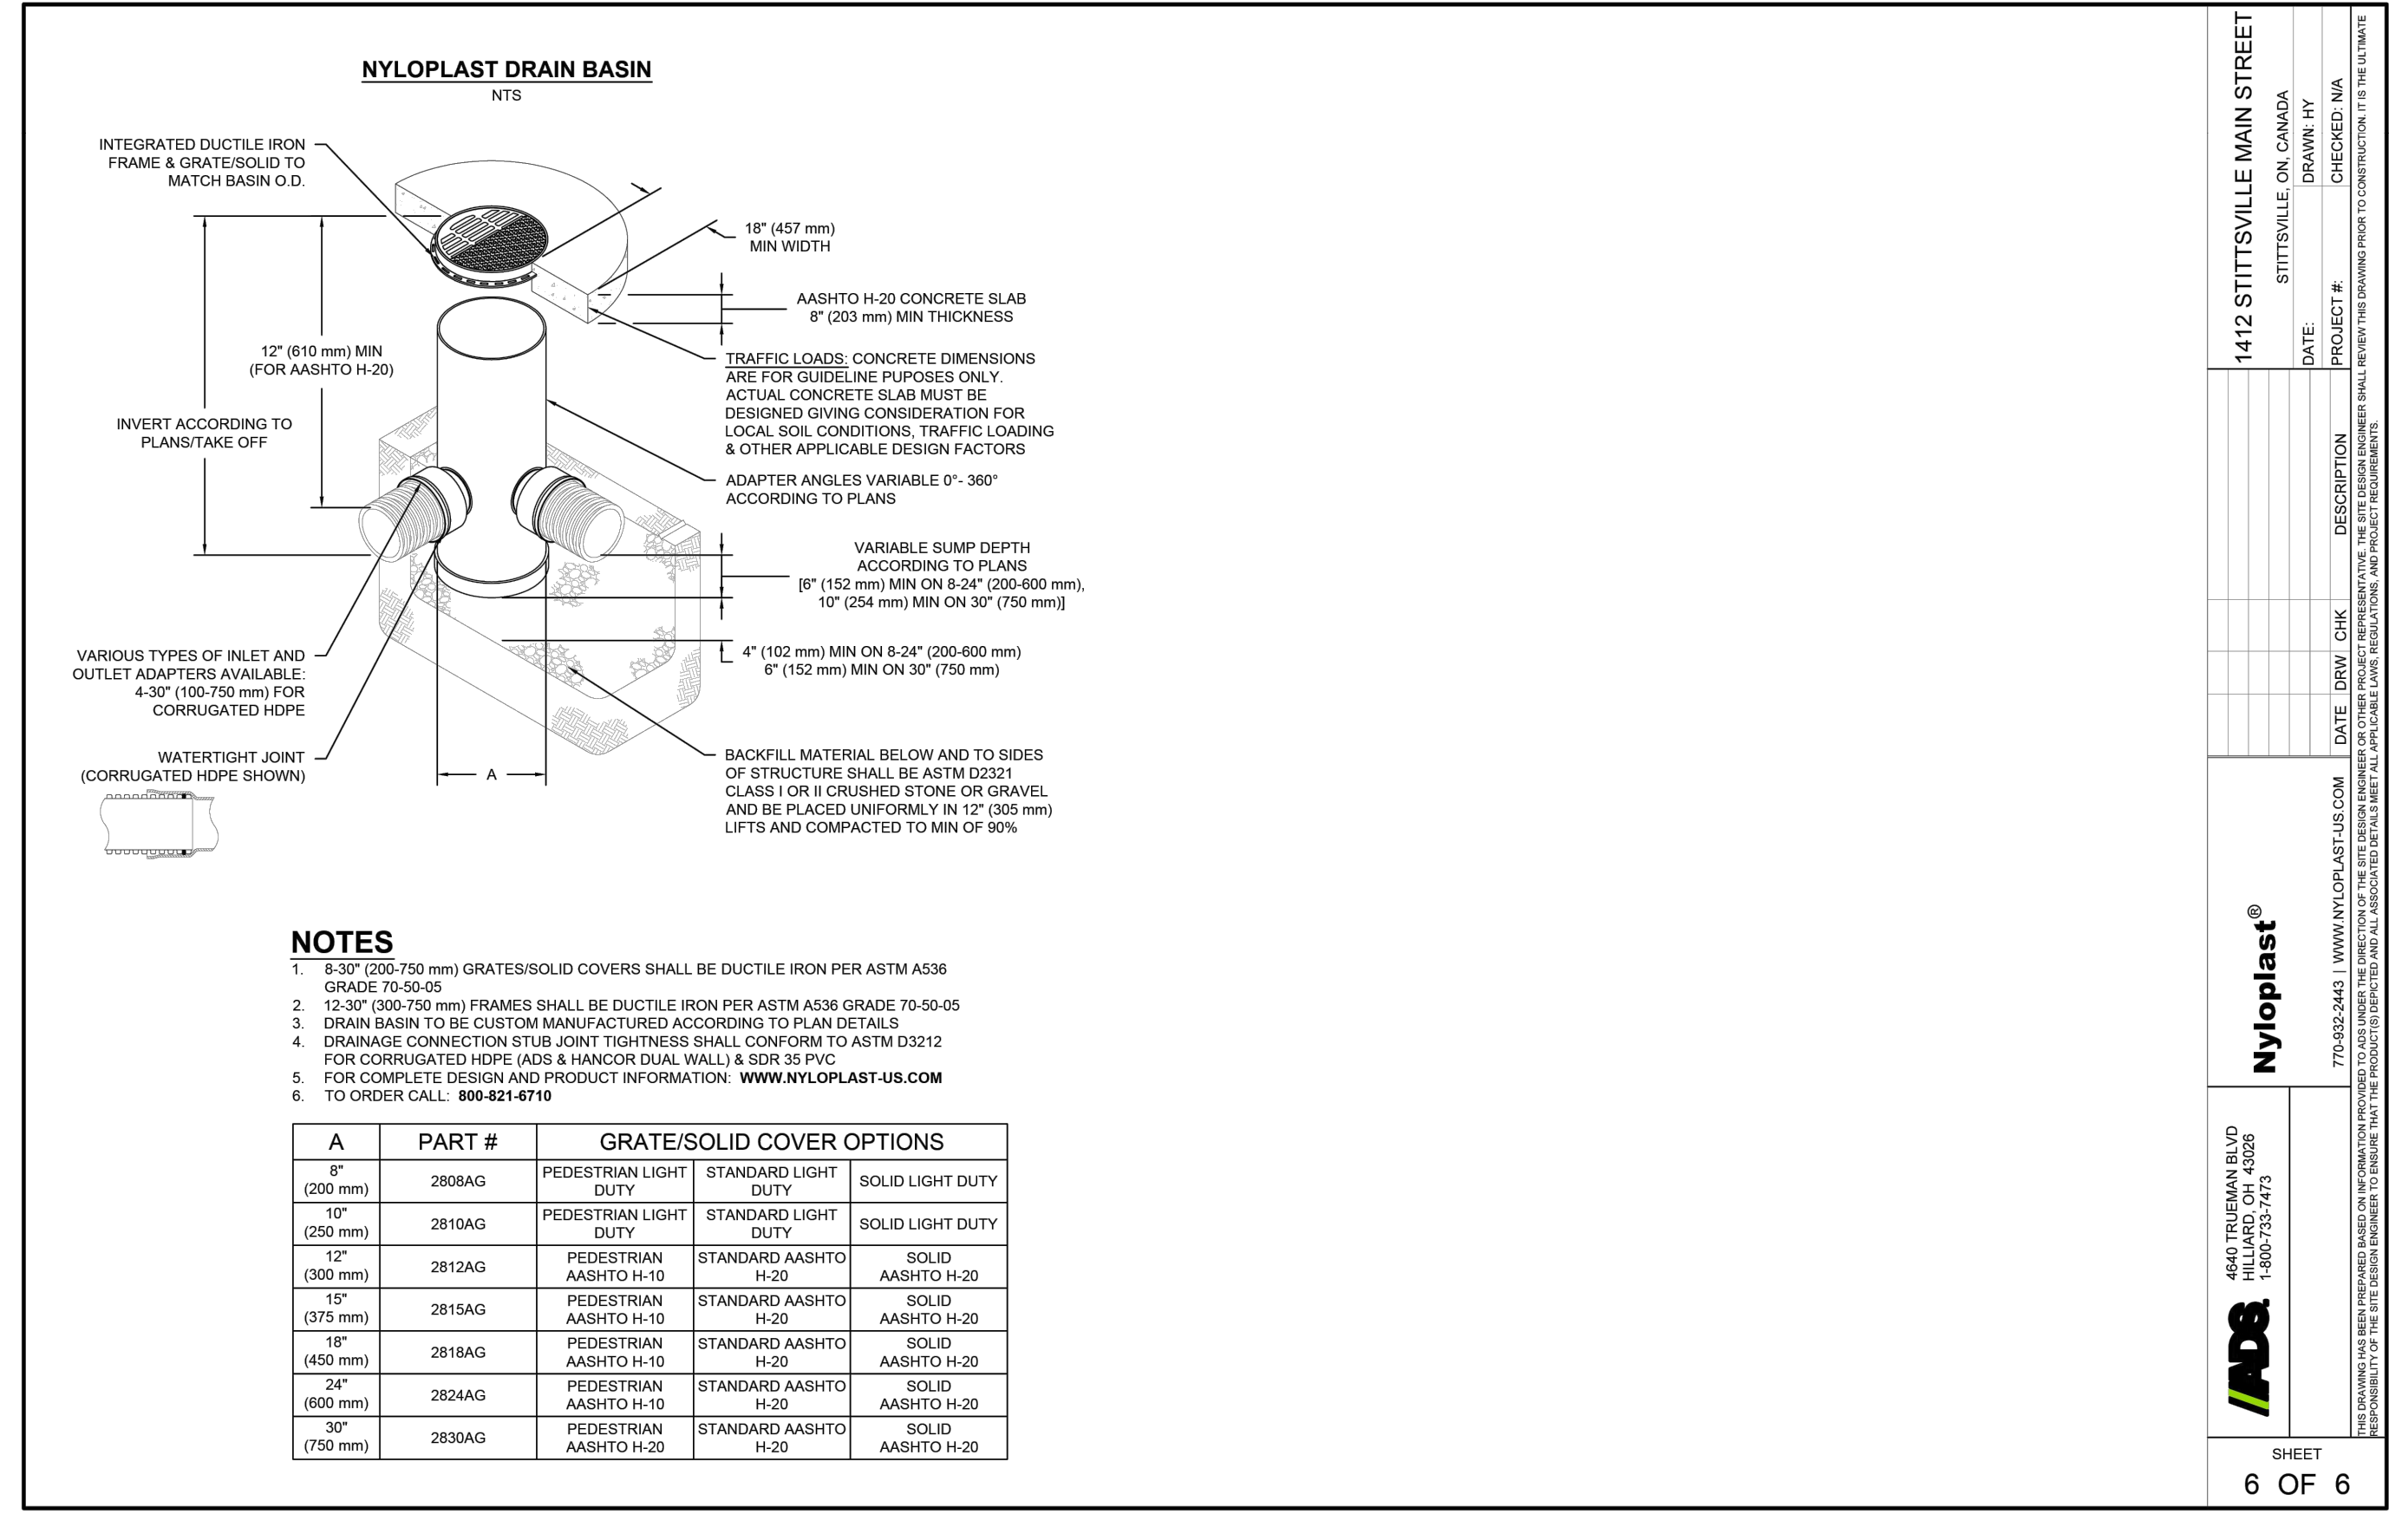 NYLOPLAST DRAIN BASIN
NTS
INTEGRATED DUCTILE IRON
FRAME & GRATE/SOLID TO
MATCH BASIN O.D.
18" (457 mm)
MIN WIDTH
AASHTO H-20 CONCRETE SLAB
8" (203 mm) MIN THICKNESS
12" (610 mm) MIN
(FOR AASHTO H-20)
INVERT ACCORDING TO
PLANS/TAKE OFF
TRAFFIC LOADS: CONCRETE DIMENSIONS
ARE FOR GUIDELINE PUPOSES ONLY.
ACTUAL CONCRETE SLAB MUST BE
DESIGNED GIVING CONSIDERATION FOR
LOCAL SOIL CONDITIONS, TRAFFIC LOADING
& OTHER APPLICABLE DESIGN FACTORS
ADAPTER ANGLES VARIABLE 0°- 360°
ACCORDING TO PLANS
VARIABLE SUMP DEPTH
ACCORDING TO PLANS
[6" (152 mm) MIN ON 8-24" (200-600 mm),
10" (254 mm) MIN ON 30" (750 mm)]
4" (102 mm) MIN ON 8-24" (200-600 mm)
6" (152 mm) MIN ON 30" (750 mm)
VARIOUS TYPES OF INLET AND
OUTLET ADAPTERS AVAILABLE:
4-30" (100-750 mm) FOR
CORRUGATED HDPE
WATERTIGHT JOINT
(CORRUGATED HDPE SHOWN)
A
BACKFILL MATERIAL BELOW AND TO SIDES
OF STRUCTURE SHALL BE ASTM D2321
CLASS I OR II CRUSHED STONE OR GRAVEL
AND BE PLACED UNIFORMLY IN 12" (305 mm)
LIFTS AND COMPACTED TO MIN OF 90%
NOTES
1. 8-30" (200-750 mm) GRATES/SOLID COVERS SHALL BE DUCTILE IRON PER ASTM A536
GRADE 70-50-05
2. 12-30" (300-750 mm) FRAMES SHALL BE DUCTILE IRON PER ASTM A536 GRADE 70-50-05
3. DRAIN BASIN TO BE CUSTOM MANUFACTURED ACCORDING TO PLAN DETAILS
4. DRAINAGE CONNECTION STUB JOINT TIGHTNESS SHALL CONFORM TO ASTM D3212
FOR CORRUGATED HDPE (ADS & HANCOR DUAL WALL) & SDR 35 PVC
5. FOR COMPLETE DESIGN AND PRODUCT INFORMATION: WWW.NYLOPLAST-US.COM
6. TO ORDER CALL: 800-821-6710
A PART # GRATE/SOLID COVER OPTIONS
8" (200 mm) 2808AG PEDESTRIAN LIGHT DUTY STANDARD LIGHT DUTY SOLID LIGHT DUTY
10" (250 mm) 2810AG PEDESTRIAN LIGHT DUTY STANDARD LIGHT DUTY SOLID LIGHT DUTY
12" (300 mm) 2812AG PEDESTRIAN AASHTO H-10 STANDARD AASHTO H-20 SOLID AASHTO H-20
15" (375 mm) 2815AG PEDESTRIAN AASHTO H-10 STANDARD AASHTO H-20 SOLID AASHTO H-20
18" (450 mm) 2818AG PEDESTRIAN AASHTO H-10 STANDARD AASHTO H-20 SOLID AASHTO H-20
24" (600 mm) 2824AG PEDESTRIAN AASHTO H-10 STANDARD AASHTO H-20 SOLID AASHTO H-20
30" (750 mm) 2830AG PEDESTRIAN AASHTO H-20 STANDARD AASHTO H-20 SOLID AASHTO H-20
1412 STITTSVILLE MAIN STREET
STITTSVILLE, ON, CANADA
DATE: DRAWN: HY
PROJECT #: CHECKED: N/A
DATE DRW CHK DESCRIPTION
Nyloplast®
770-932-2443 | WWW.NYLOPLAST-US.COM
ADS
4640 TRUEMAN BLVD
HILLIARD, OH 43026
1-800-733-7473
THIS DRAWING HAS BEEN PREPARED BASED ON INFORMATION PROVIDED TO ADS UNDER THE DIRECTION OF THE SITE DESIGN ENGINEER OR OTHER PROJECT REPRESENTATIVE. THE SITE DESIGN ENGINEER SHALL REVIEW THIS DRAWING PRIOR TO CONSTRUCTION. IT IS THE ULTIMATE
RESPONSIBILITY OF THE SITE DESIGN ENGINEER TO ENSURE THAT THE PRODUCT(S) DEPICTED AND ALL ASSOCIATED DETAILS MEET ALL APPLICABLE LAWS, REGULATIONS, AND PROJECT REQUIREMENTS.
SHEET
6 OF 6